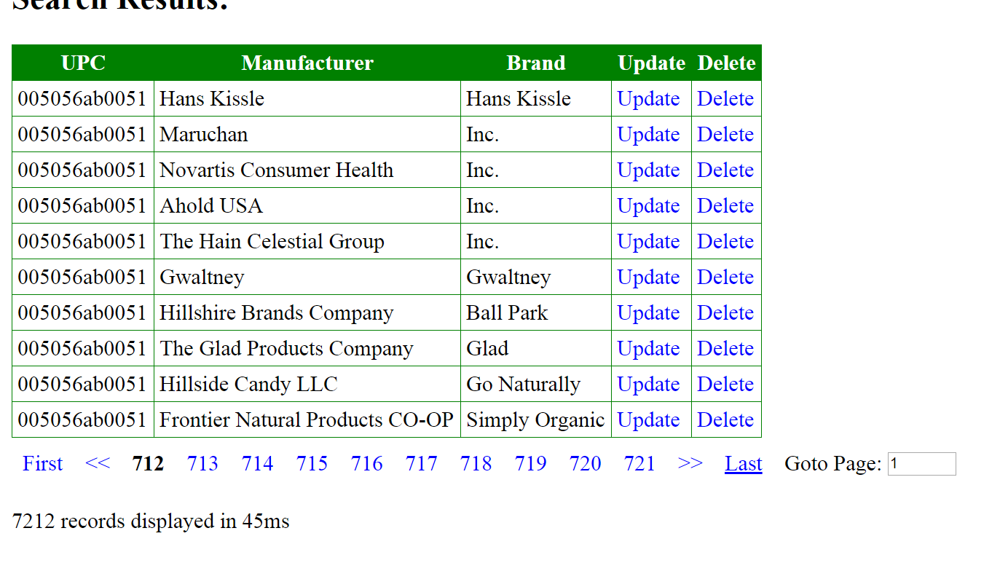 Search Results:
UPC Manufacturer Brand Update Delete
005056ab0051 Hans Kissle Hans Kissle Update Delete
005056ab0051 Maruchan Inc. Update Delete
005056ab0051 Novartis Consumer Health Inc. Update Delete
005056ab0051 Ahold USA Inc. Update Delete
005056ab0051 The Hain Celestial Group Inc. Update Delete
005056ab0051 Gwaltney Gwaltney Update Delete
005056ab0051 Hillshire Brands Company Ball Park Update Delete
005056ab0051 The Glad Products Company Glad Update Delete
005056ab0051 Hillside Candy LLC Go Naturally Update Delete
005056ab0051 Frontier Natural Products CO-OP Simply Organic Update Delete
First << 712 713 714 715 716 717 718 719 720 721 >> Last Goto Page: 1
7212 records displayed in 45ms